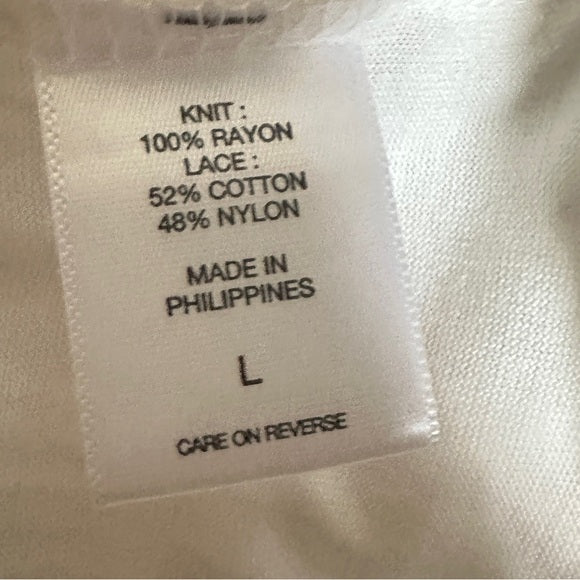 KNIT :
100% RAYON
LACE :
52% COTTON
48% NYLON
MADE IN
PHILIPPINES
L
CARE ON REVERSE